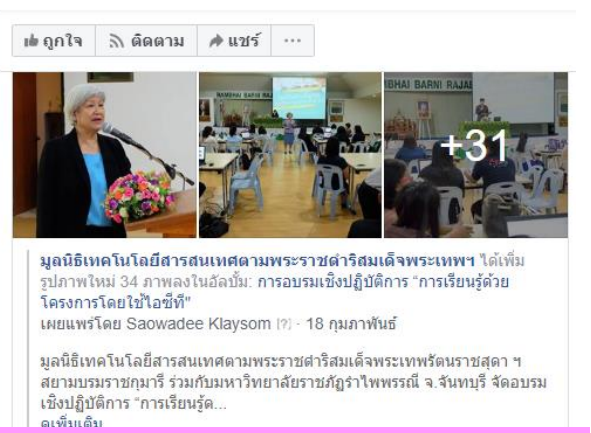 ถูกใจ ติดตาม แชร์ ...
RAMBHAI BARNI RAJA
BHAI BARNI RAJA
+31
มูลนิธิเทคโนโลยีสารสนเทศตามพระราชดำริสมเด็จพระเทพฯ ได้เพิ่ม
รูปภาพใหม่ 34 ภาพลงในอัลบั้ม: การอบรมเชิงปฏิบัติการ "การเรียนรู้ด้วย
โครงการโดยใช้ไอซีที"
เผยแพร่โดย Saowadee Klaysom [?] · 18 กุมภาพันธ์
มูลนิธิเทคโนโลยีสารสนเทศตามพระราชดำริสมเด็จพระเทพรัตนราชสุดา ฯ
สยามบรมราชกุมารี ร่วมกับมหาวิทยาลัยราชภัฏรำไพพรรณี จ.จันทบุรี จัดอบรม
เชิงปฏิบัติการ "การเรียนรู้ด...
ดูเพิ่มเติม